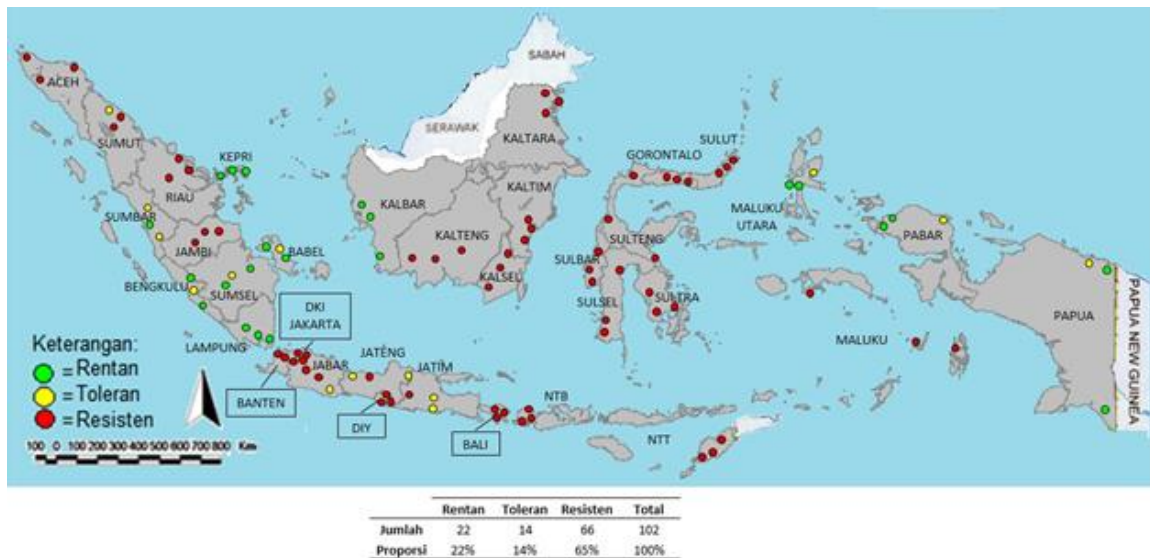 SABAH
ACEH
SERAWAK
KALTARA
SULUT
SUMUT
KEPRI
GORONTALO
RIAU
KALTIM
KALBAR
MALUKU
UTARA
SUMBAR
PABAR
JAMBI
BABEL
KALTENG
SULTENG
SULBAR
BENGKULU
SUMSEL
KALSEL
SULSEL
SULTRA
PAPUA
PAPUA NEW GUINEA
DKI
JAKARTA
LAMPUNG
MALUKU
Keterangan:
= Rentan
= Toleran
= Resisten
JABAR
JATENG
JATIM
BANTEN
DIY
BALI
NTB
NTT
100 0 100 200 300 400 500 600 700 800 Km
Rentan Toleran Resisten Total
Jumlah 22 14 66 102
Proporsi 22% 14% 65% 100%